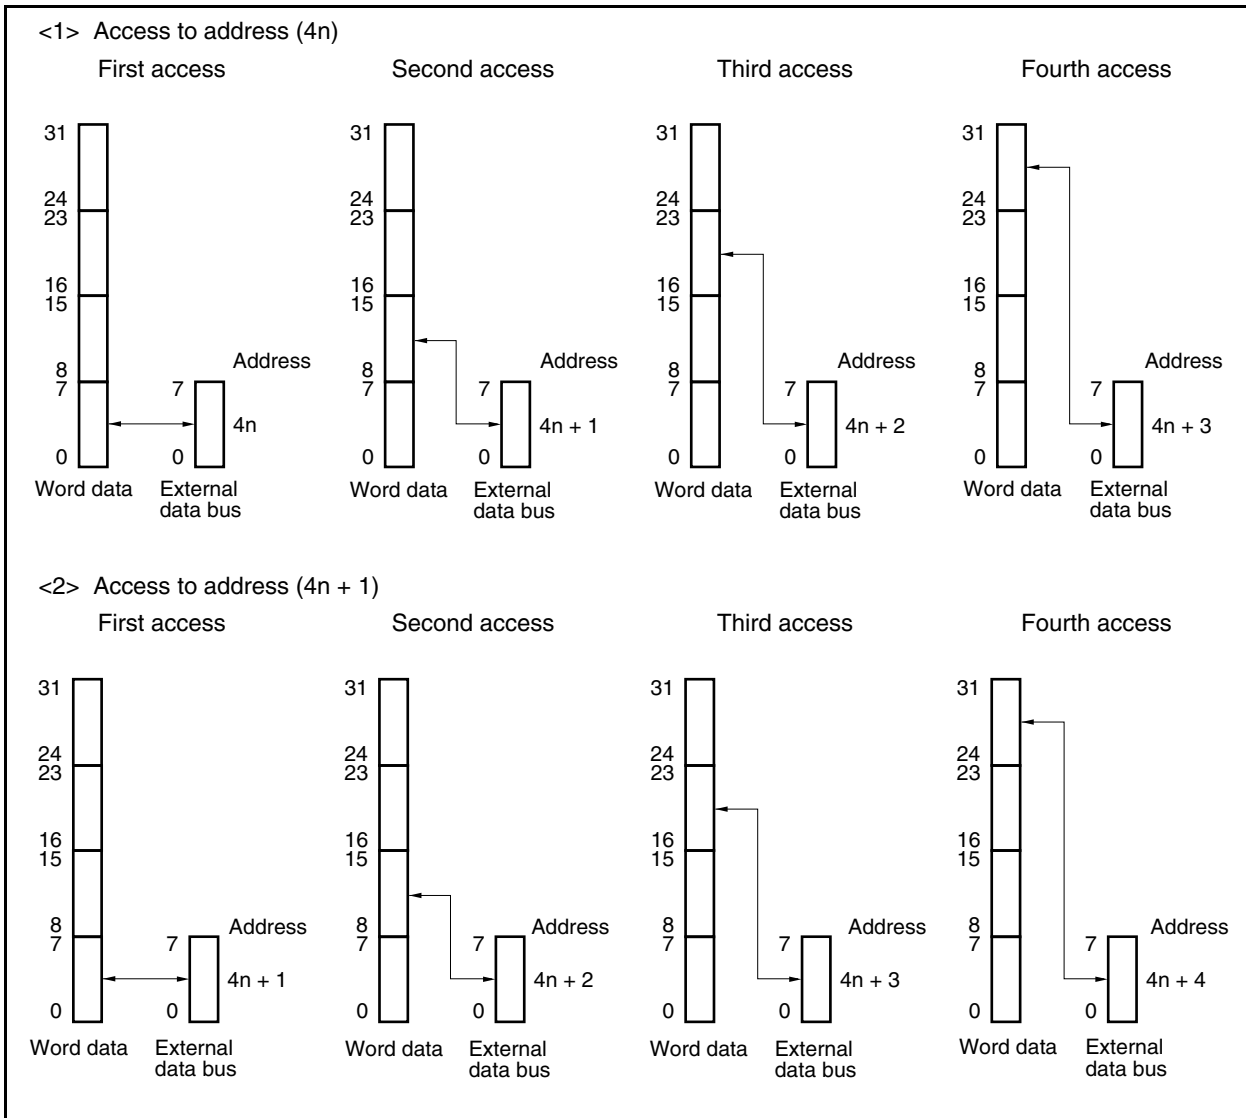 <1> Access to address (4n)
First access Second access Third access Fourth access
31 31 31 31
24 24 24 24
23 23 23 23
16 16 16 16
15 15 15 15
Address Address Address Address
8 8 8 8
7 7 7 7 7 7 7 7
4n 4n + 1 4n + 2 4n + 3
0 0 0 0 0 0 0 0
Word data External Word data External Word data External Word data External
data bus data bus data bus data bus
<2> Access to address (4n + 1)
First access Second access Third access Fourth access
31 31 31 31
24 24 24 24
23 23 23 23
16 16 16 16
15 15 15 15
Address Address Address Address
8 8 8 8
7 7 7 7 7 7 7 7
4n + 1 4n + 2 4n + 3 4n + 4
0 0 0 0 0 0 0 0
Word data External Word data External Word data External Word data External
data bus data bus data bus data bus